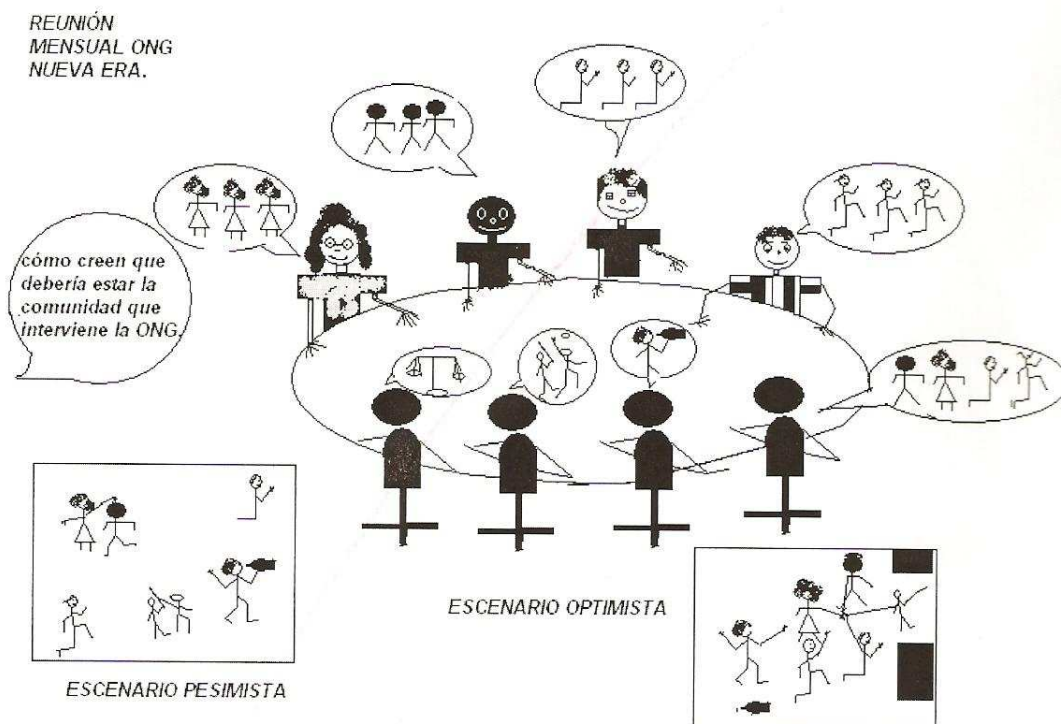 REUNIÓN
MENSUAL ONG
NUEVA ERA.
cómo creen que
debería estar la
comunidad que
interviene la ONG.
ESCENARIO OPTIMISTA
ESCENARIO PESIMISTA